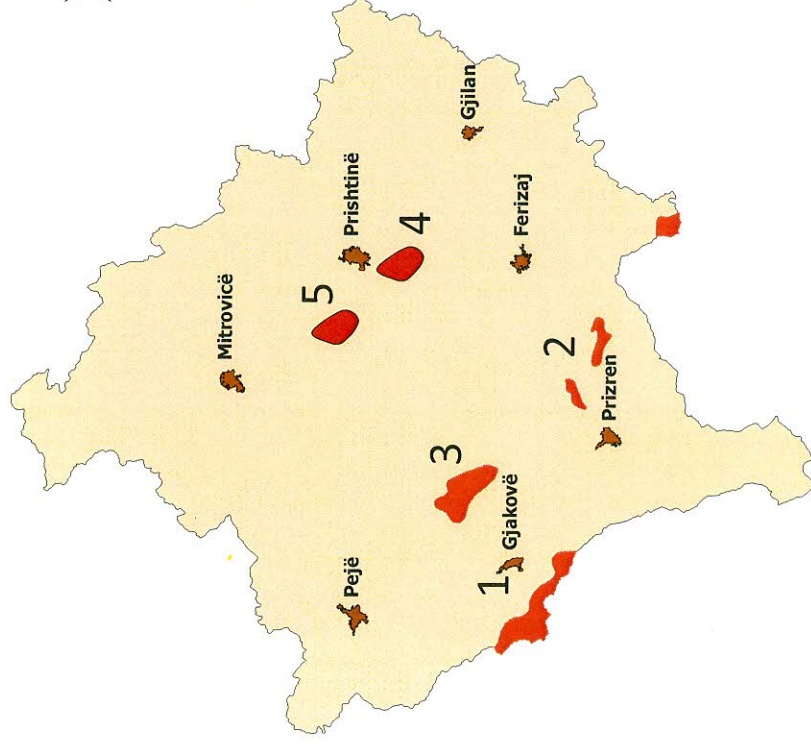 Mitrovicë
5
Prishtinë
4
Gjilan
Pejë
3
Ferizaj
1
Gjakovë
2
Prizren